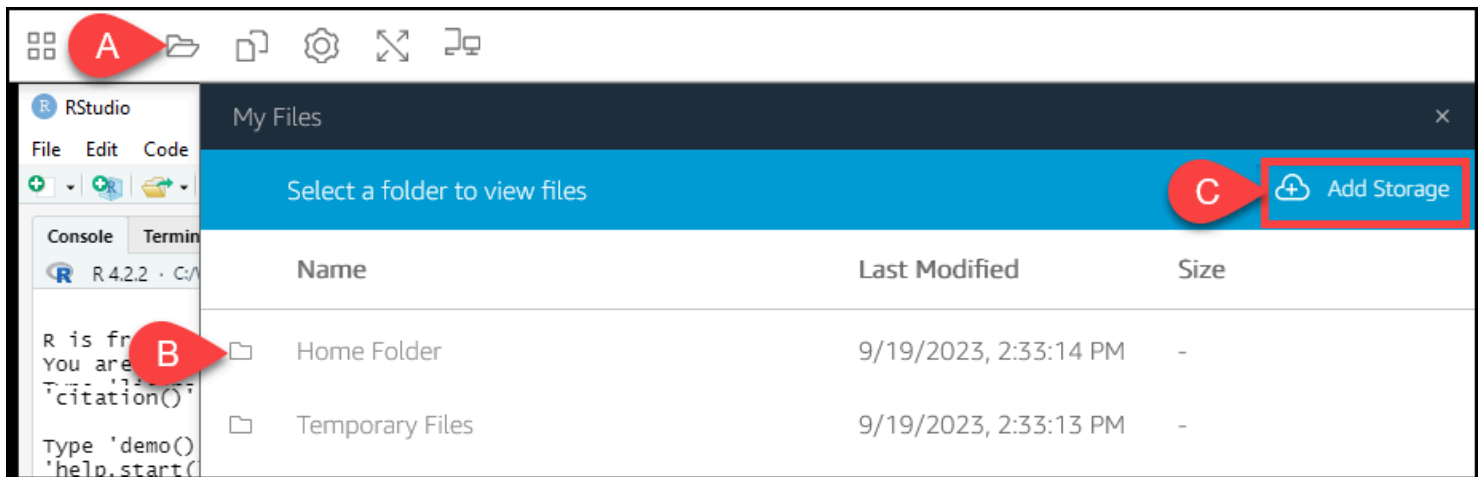 A
R RStudio
My Files
×
File Edit Code
Select a folder to view files
C
Add Storage
Console Termin
Name Last Modified Size
R R 4.2.2 · C:/
R is fr
B
Home Folder 9/19/2023, 2:33:14 PM -
You are
'citation()'
Temporary Files 9/19/2023, 2:33:13 PM -
Type 'demo()
'help.start(